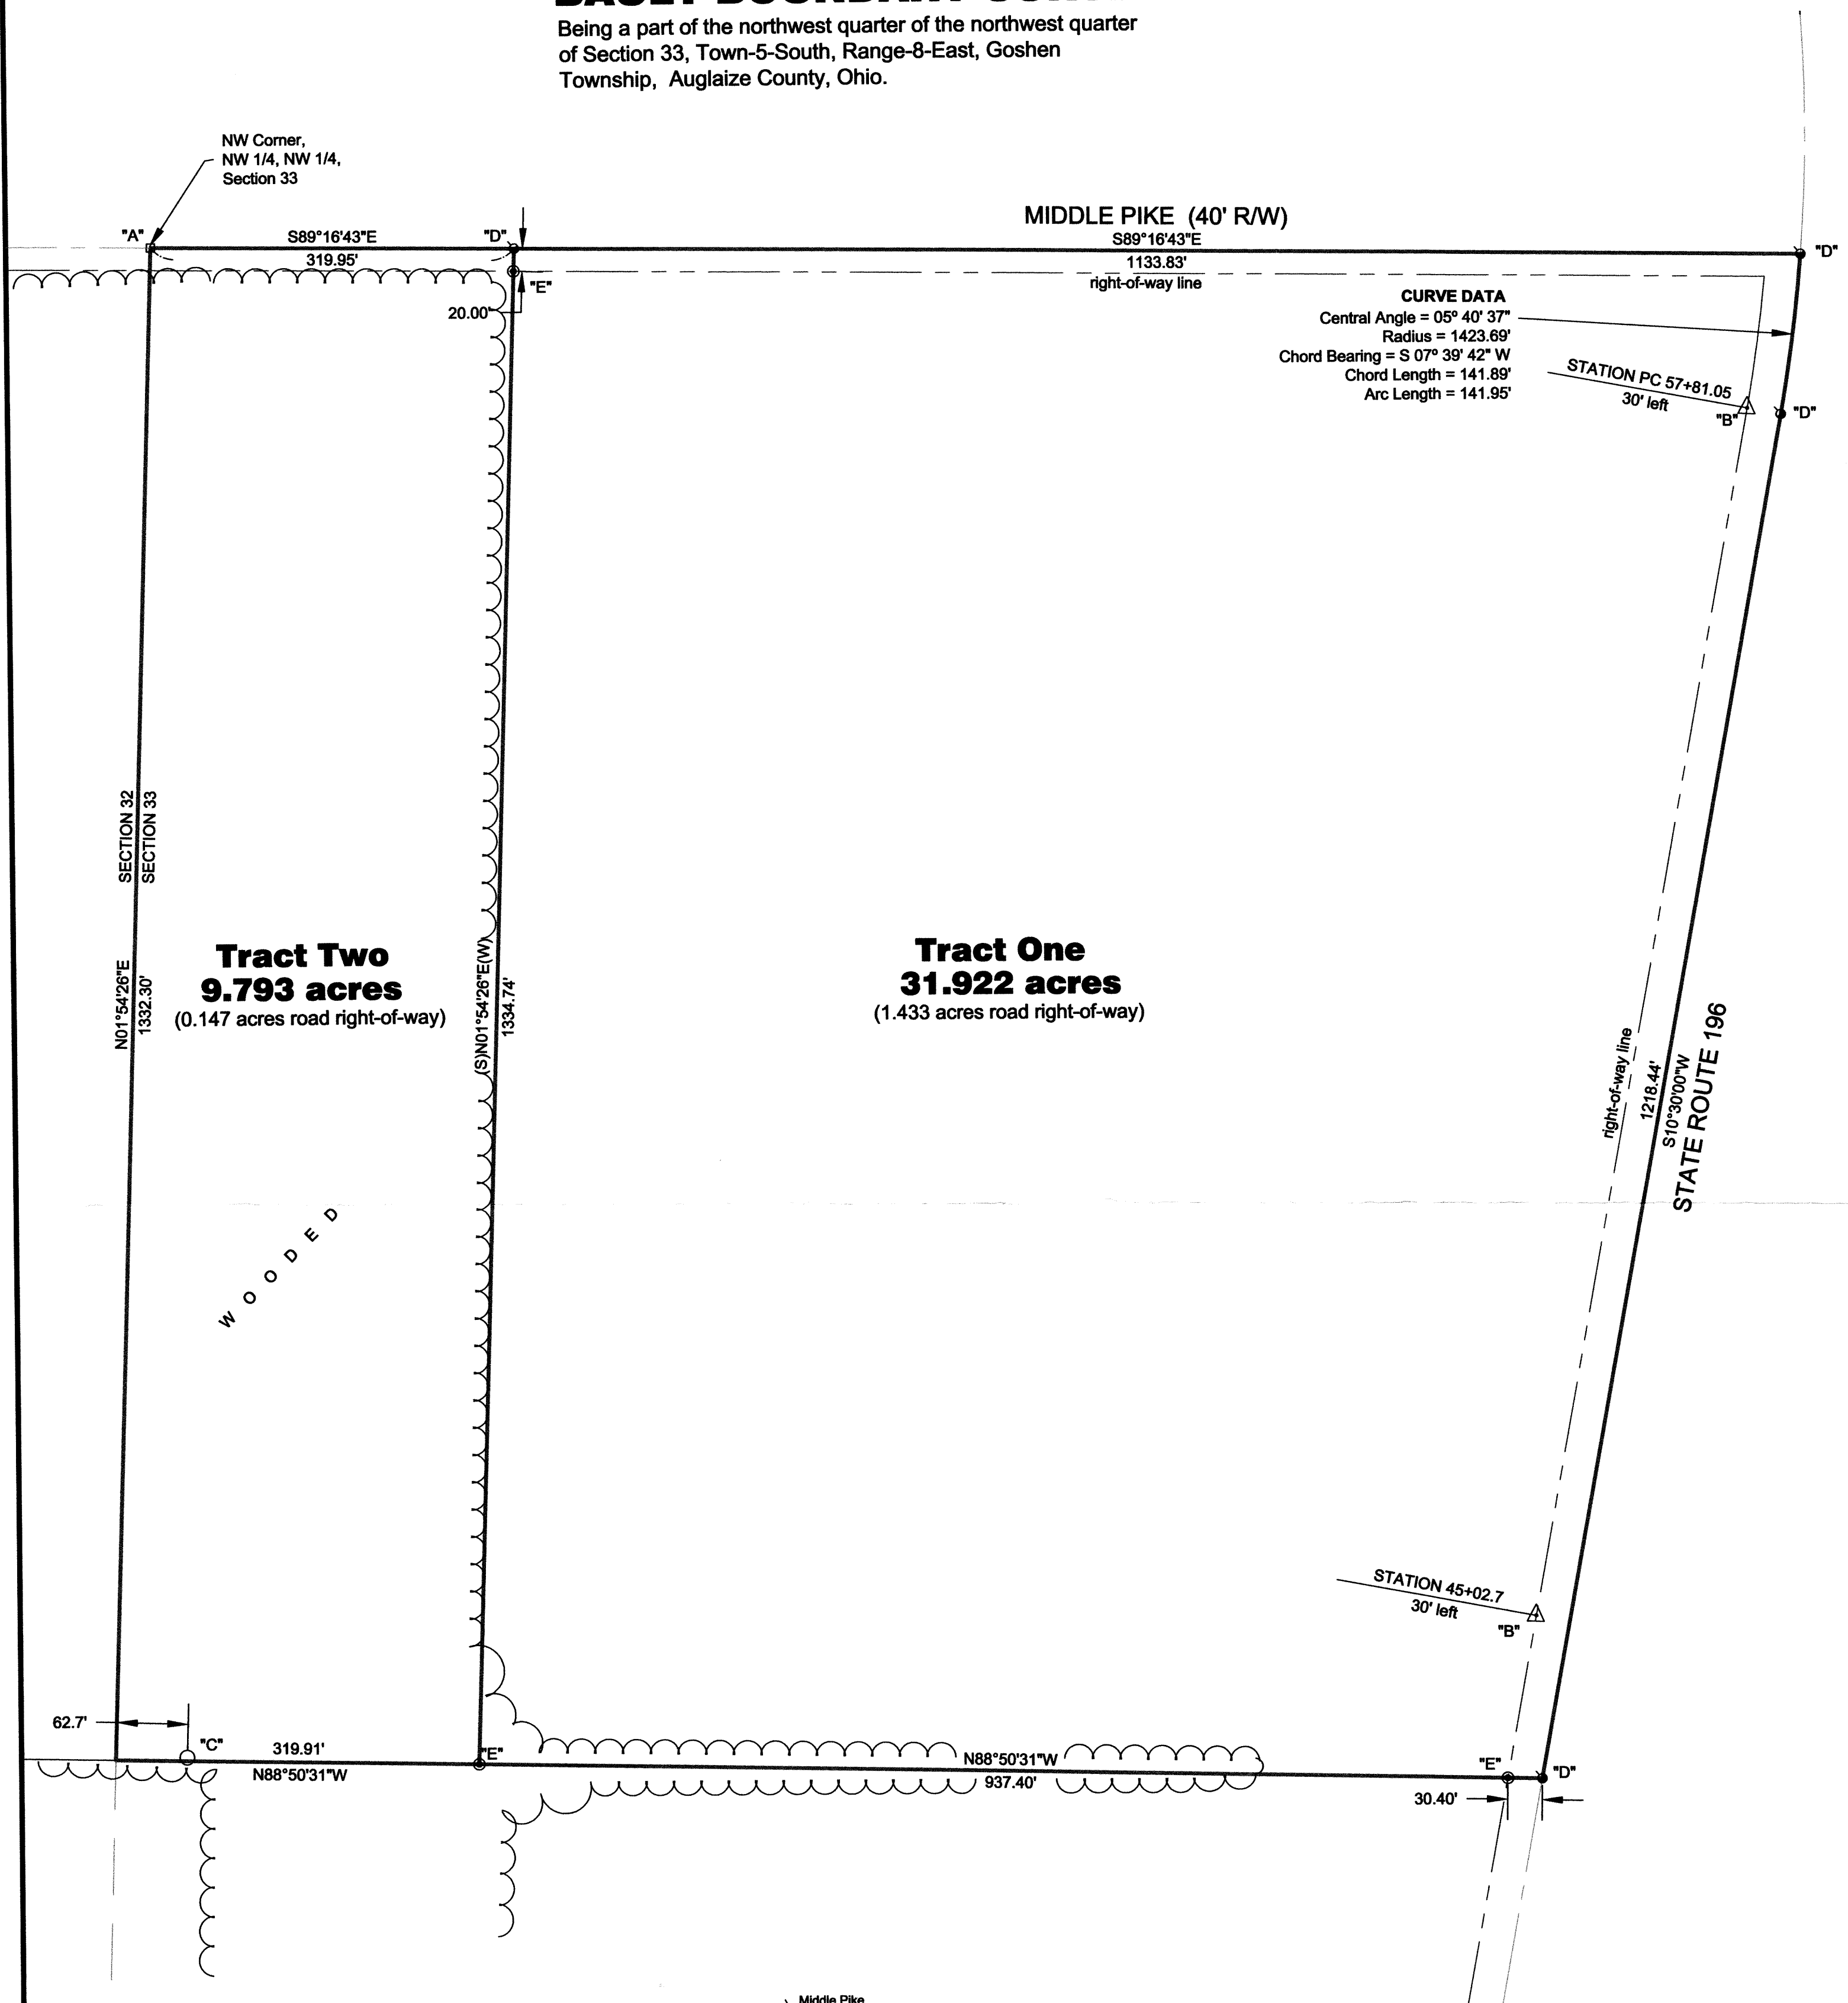 Being a part of the northwest quarter of the northwest quarter
of Section 33, Town-5-South, Range-8-East, Goshen
Township, Auglaize County, Ohio.
NW Corner,
NW 1/4, NW 1/4,
Section 33
MIDDLE PIKE (40' R/W)
"A"
S89°16'43"E
319.95'
"D"
S89°16'43"E
1133.83'
right-of-way line
"D"
"E"
20.00'
CURVE DATA
Central Angle = 05º 40' 37"
Radius = 1423.69'
Chord Bearing = S 07º 39' 42" W
Chord Length = 141.89'
Arc Length = 141.95'
STATION PC 57+81.05
30' left
"B"
"D"
SECTION 32
SECTION 33
N01°54'26"E
1332.30'
Tract Two
9.793 acres
(0.147 acres road right-of-way)
(S)N01°54'26"E(W)
1334.74'
Tract One
31.922 acres
(1.433 acres road right-of-way)
right-of-way line
1218.44'
S10°30'00"W
STATE ROUTE 196
WOODED
STATION 45+02.7
30' left
"B"
62.7'
"C"
319.91'
N88°50'31"W
"E"
N88°50'31"W
937.40'
"E"
"D"
30.40'
Middle Pike